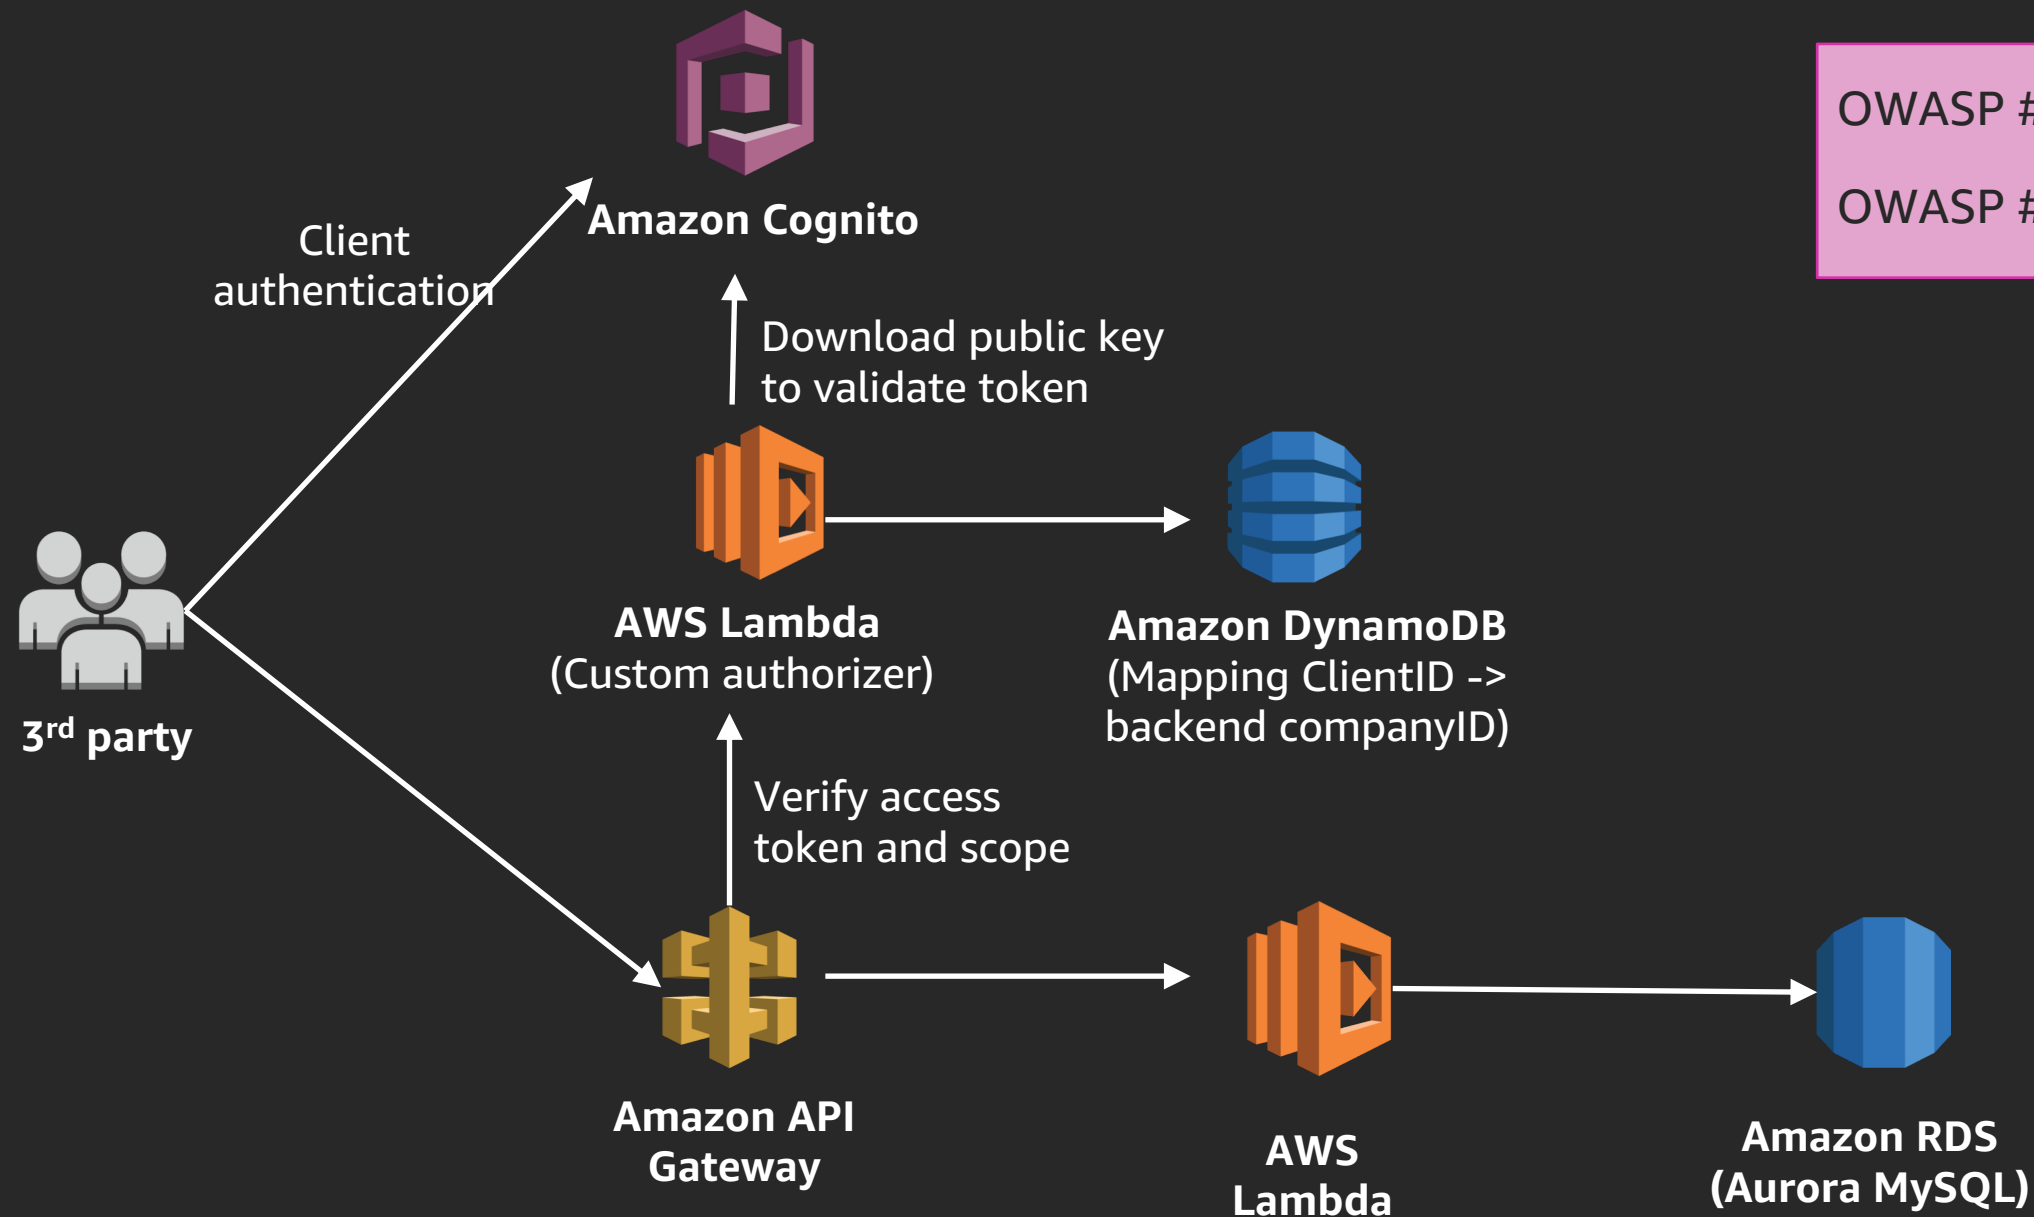 Amazon Cognito
OWASP #
OWASP #
Client
authentication
Download public key
to validate token
AWS Lambda
(Custom authorizer)
Amazon DynamoDB
(Mapping ClientID ->
backend companyID)
3rd party
Verify access
token and scope
Amazon API
Gateway
AWS
Lambda
Amazon RDS
(Aurora MySQL)